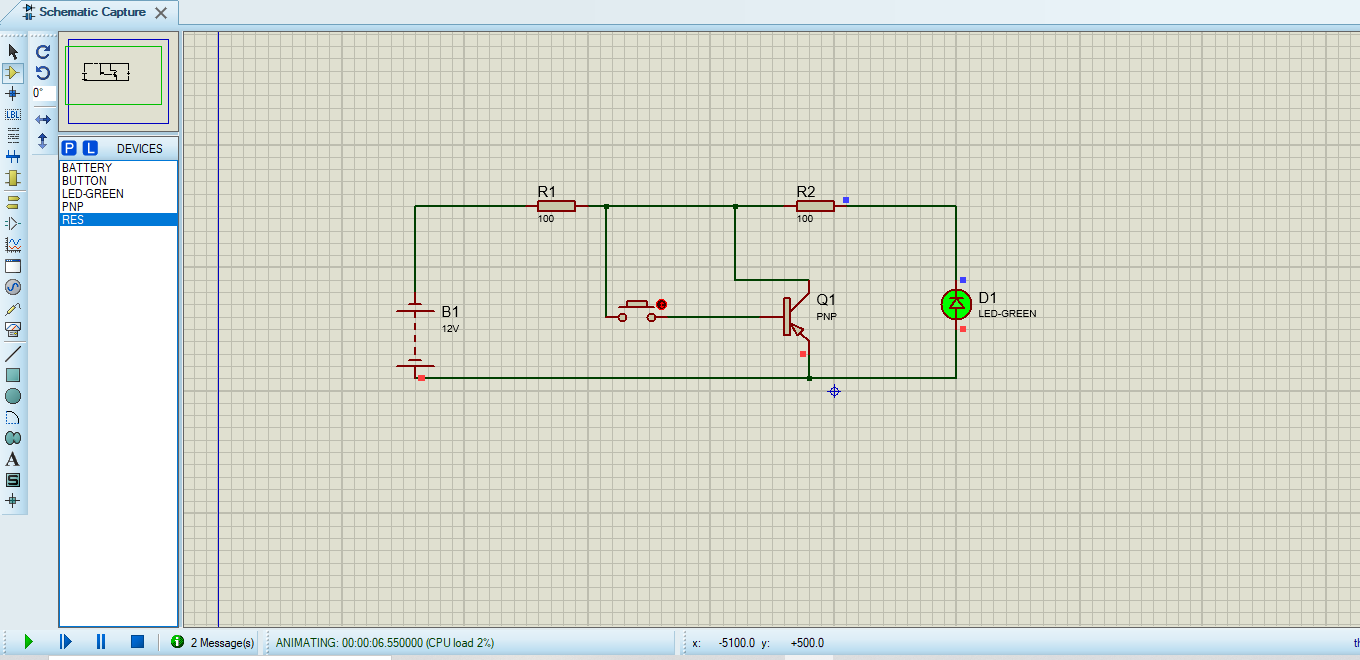 Schematic Capture
0°
LBL
P L DEVICES
BATTERY
BUTTON
LED-GREEN
PNP
RES
A
S
R1
100
R2
100
B1
12V
Q1
PNP
D1
LED-GREEN
2 Message(s)
ANIMATING: 00:00:06.550000 (CPU load 2%)
x: -5100.0 y: +500.0
th